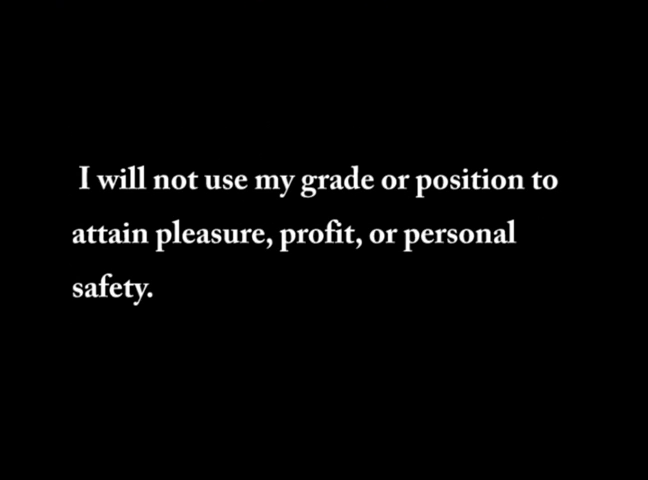 I will not use my grade or position to
attain pleasure, profit, or personal
safety.